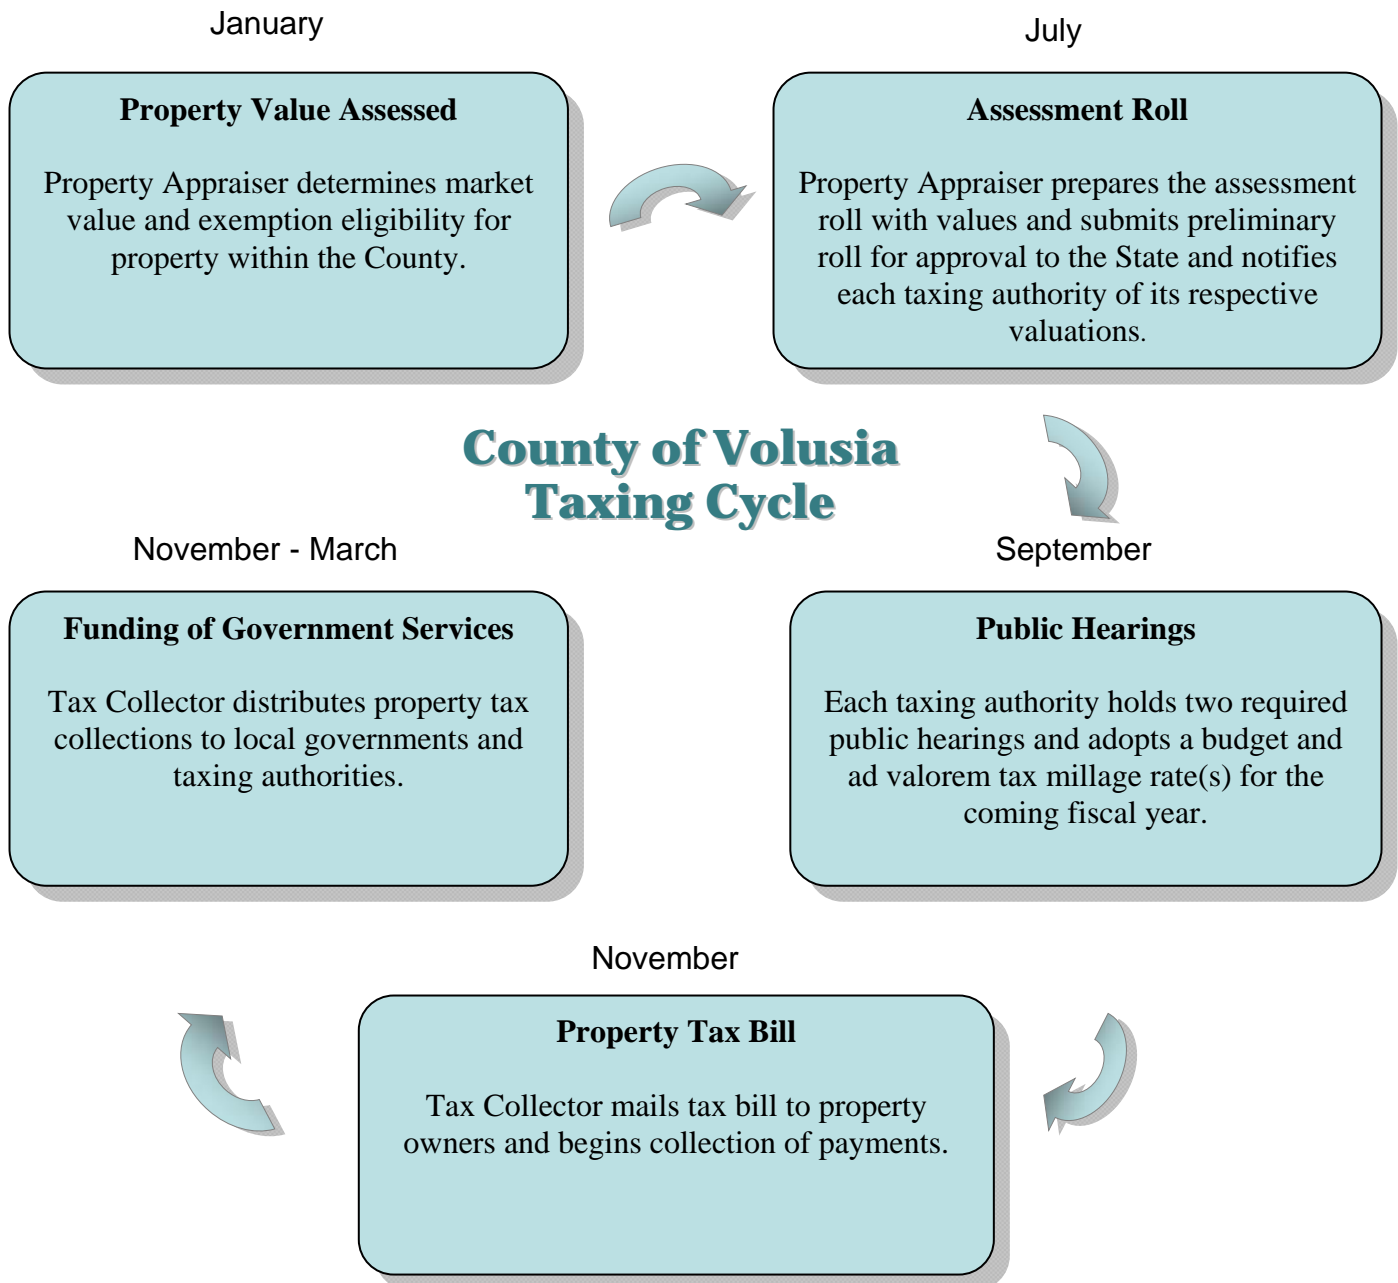 January
Property Value Assessed
Property Appraiser determines market
value and exemption eligibility for
property within the County.
July
Assessment Roll
Property Appraiser prepares the assessment
roll with values and submits preliminary
roll for approval to the State and notifies
each taxing authority of its respective
valuations.
County of Volusia
Taxing Cycle
September
Public Hearings
Each taxing authority holds two required
public hearings and adopts a budget and
ad valorem tax millage rate(s) for the
coming fiscal year.
November
Property Tax Bill
Tax Collector mails tax bill to property
owners and begins collection of payments.
November - March
Funding of Government Services
Tax Collector distributes property tax
collections to local governments and
taxing authorities.